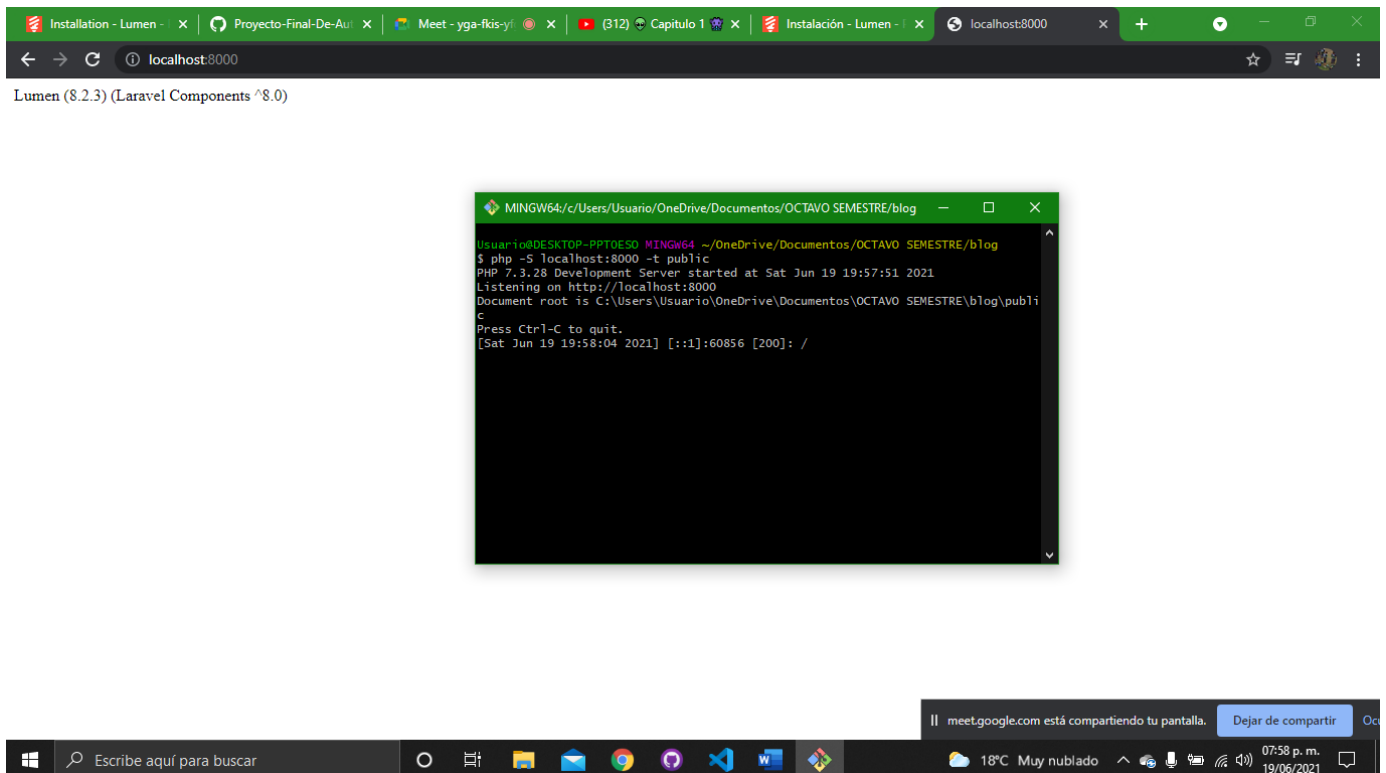 Installation - Lumen -
Proyecto-Final-De-Aut
Meet - yga-fkis-yf
(312) Capitulo 1
Instalación - Lumen -
localhost:8000
localhost:8000
Lumen (8.2.3) (Laravel Components ^8.0)
MINGW64:/c/Users/Usuario/OneDrive/Documentos/OCTAVO SEMESTRE/blog
Usuario@DESKTOP-PPTOESO MINGW64 ~/OneDrive/Documentos/OCTAVO SEMESTRE/blog
$ php -S localhost:8000 -t public
PHP 7.3.28 Development Server started at Sat Jun 19 19:57:51 2021
Listening on http://localhost:8000
Document root is C:\Users\Usuario\OneDrive\Documentos\OCTAVO SEMESTRE\blog\publi
c
Press Ctrl-C to quit.
[Sat Jun 19 19:58:04 2021] [::1]:60856 [200]: /
meet.google.com está compartiendo tu pantalla.
Dejar de compartir
Ocu
Escribe aquí para buscar
18°C Muy nublado
07:58 p. m.
19/06/2021